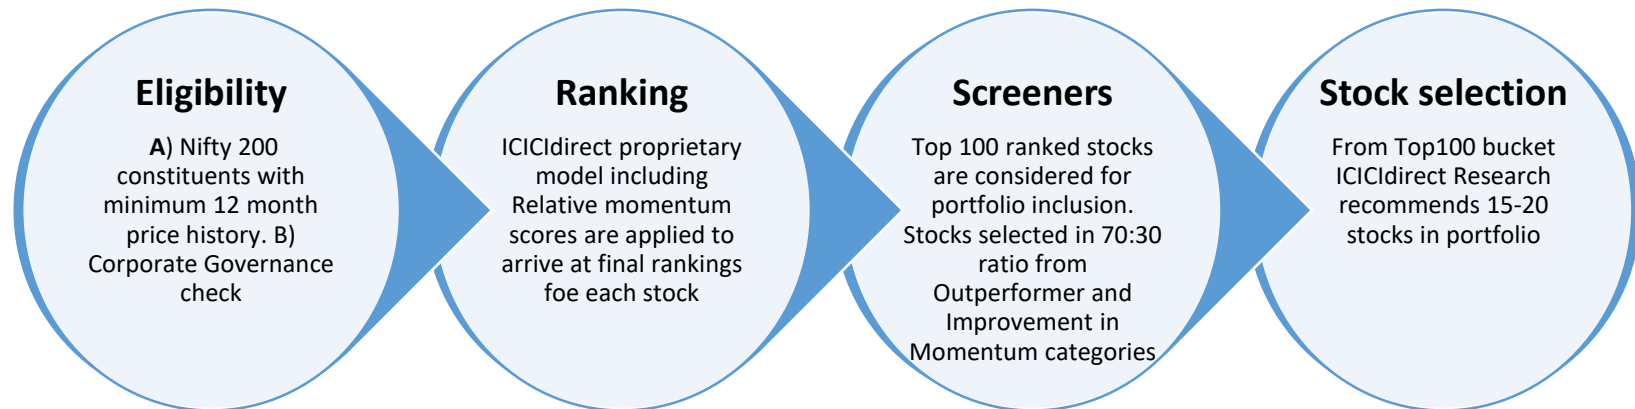 Eligibility
A) Nifty 200
constituents with
minimum 12 month
price history. B)
Corporate Governance
check
Ranking
ICICIdirect proprietary
model including
Relative momentum
scores are applied to
arrive at final rankings
foe each stock
Screeners
Top 100 ranked stocks
are considered for
portfolio inclusion.
Stocks selected in 70:30
ratio from
Outperformer and
Improvement in
Momentum categories
Stock selection
From Top100 bucket
ICICIdirect Research
recommends 15-20
stocks in portfolio